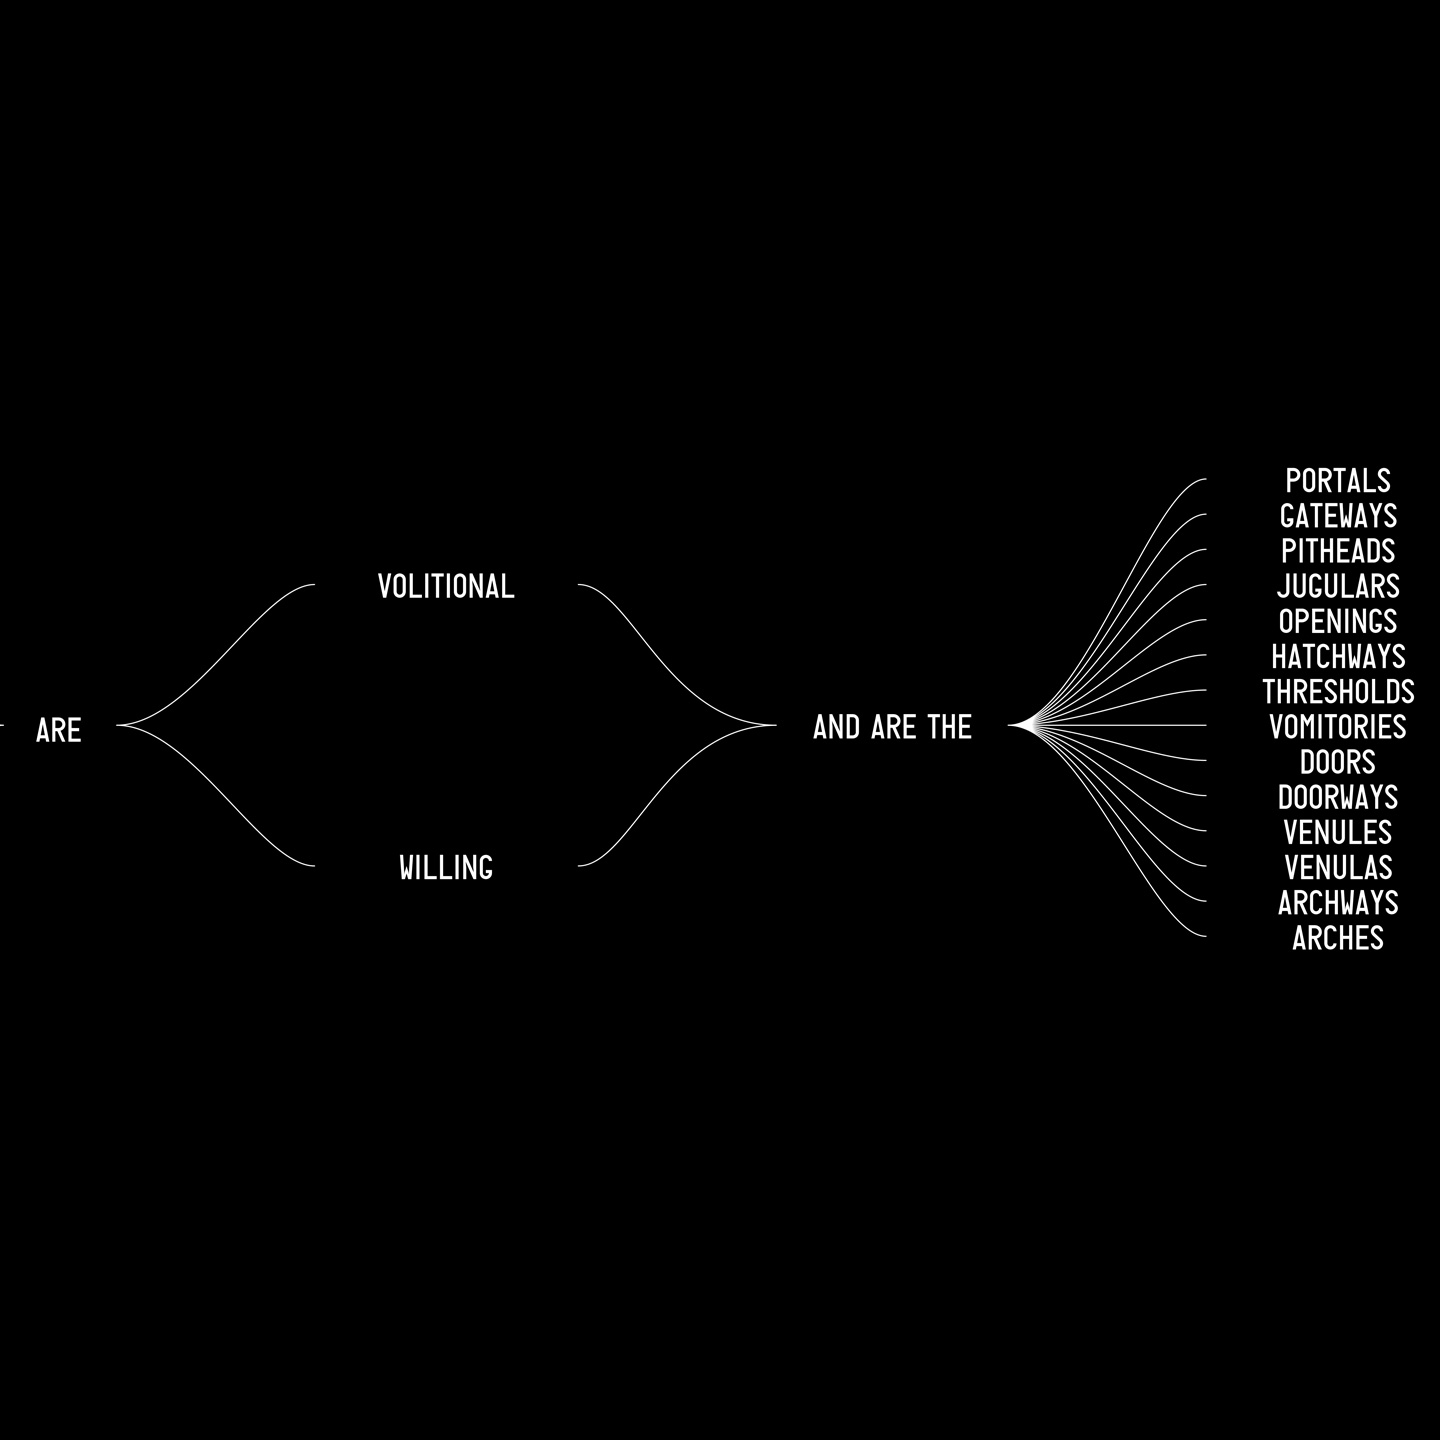 ARE
VOLITIONAL
WILLING
AND ARE THE
PORTALS
GATEWAYS
PITHEADS
JUGULARS
OPENINGS
HATCHWAYS
THRESHOLDS
VOMITORIES
DOORS
DOORWAYS
VENULES
VENULAS
ARCHWAYS
ARCHES